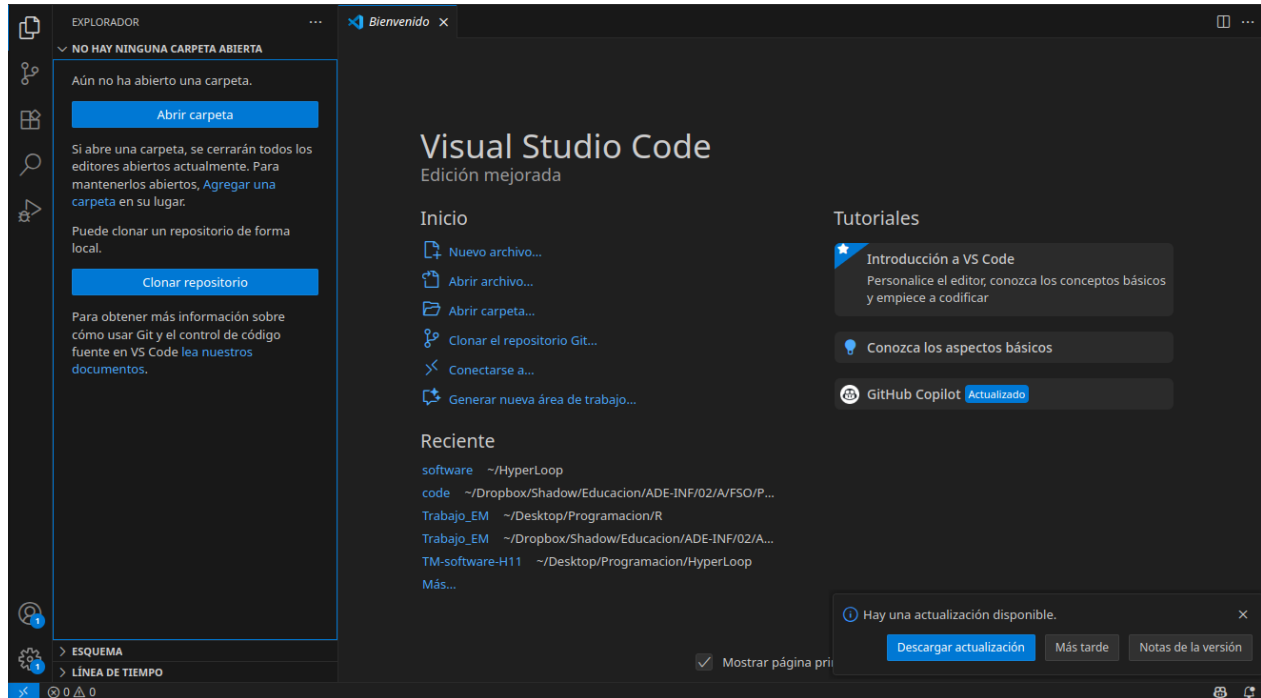 EXPLORADOR
NO HAY NINGUNA CARPETA ABIERTA
Aún no ha abierto una carpeta.
Abrir carpeta
Si abre una carpeta, se cerrarán todos los
editores abiertos actualmente. Para
mantenerlos abiertos, Agregar una
carpeta en su lugar.
Puede clonar un repositorio de forma
local.
Clonar repositorio
Para obtener más información sobre
cómo usar Git y el control de código
fuente en VS Code lea nuestros
documentos.
ESQUEMA
LÍNEA DE TIEMPO
1
1
0 0
Bienvenido
Visual Studio Code
Edición mejorada
Inicio
Nuevo archivo...
Abrir archivo...
Abrir carpeta...
Clonar el repositorio Git...
Conectarse a...
Generar nueva área de trabajo...
Reciente
software ~/HyperLoop
code ~/Dropbox/Shadow/Educacion/ADE-INF/02/A/FSO/P...
Trabajo_EM ~/Desktop/Programacion/R
Trabajo_EM ~/Dropbox/Shadow/Educacion/ADE-INF/02/A...
TM-software-H11 ~/Desktop/Programacion/HyperLoop
Más...
Tutoriales
Introducción a VS Code
Personalice el editor, conozca los conceptos básicos
y empiece a codificar
Conozca los aspectos básicos
GitHub Copilot Actualizado
Mostrar página pri
Hay una actualización disponible.
Descargar actualización Más tarde Notas de la versión